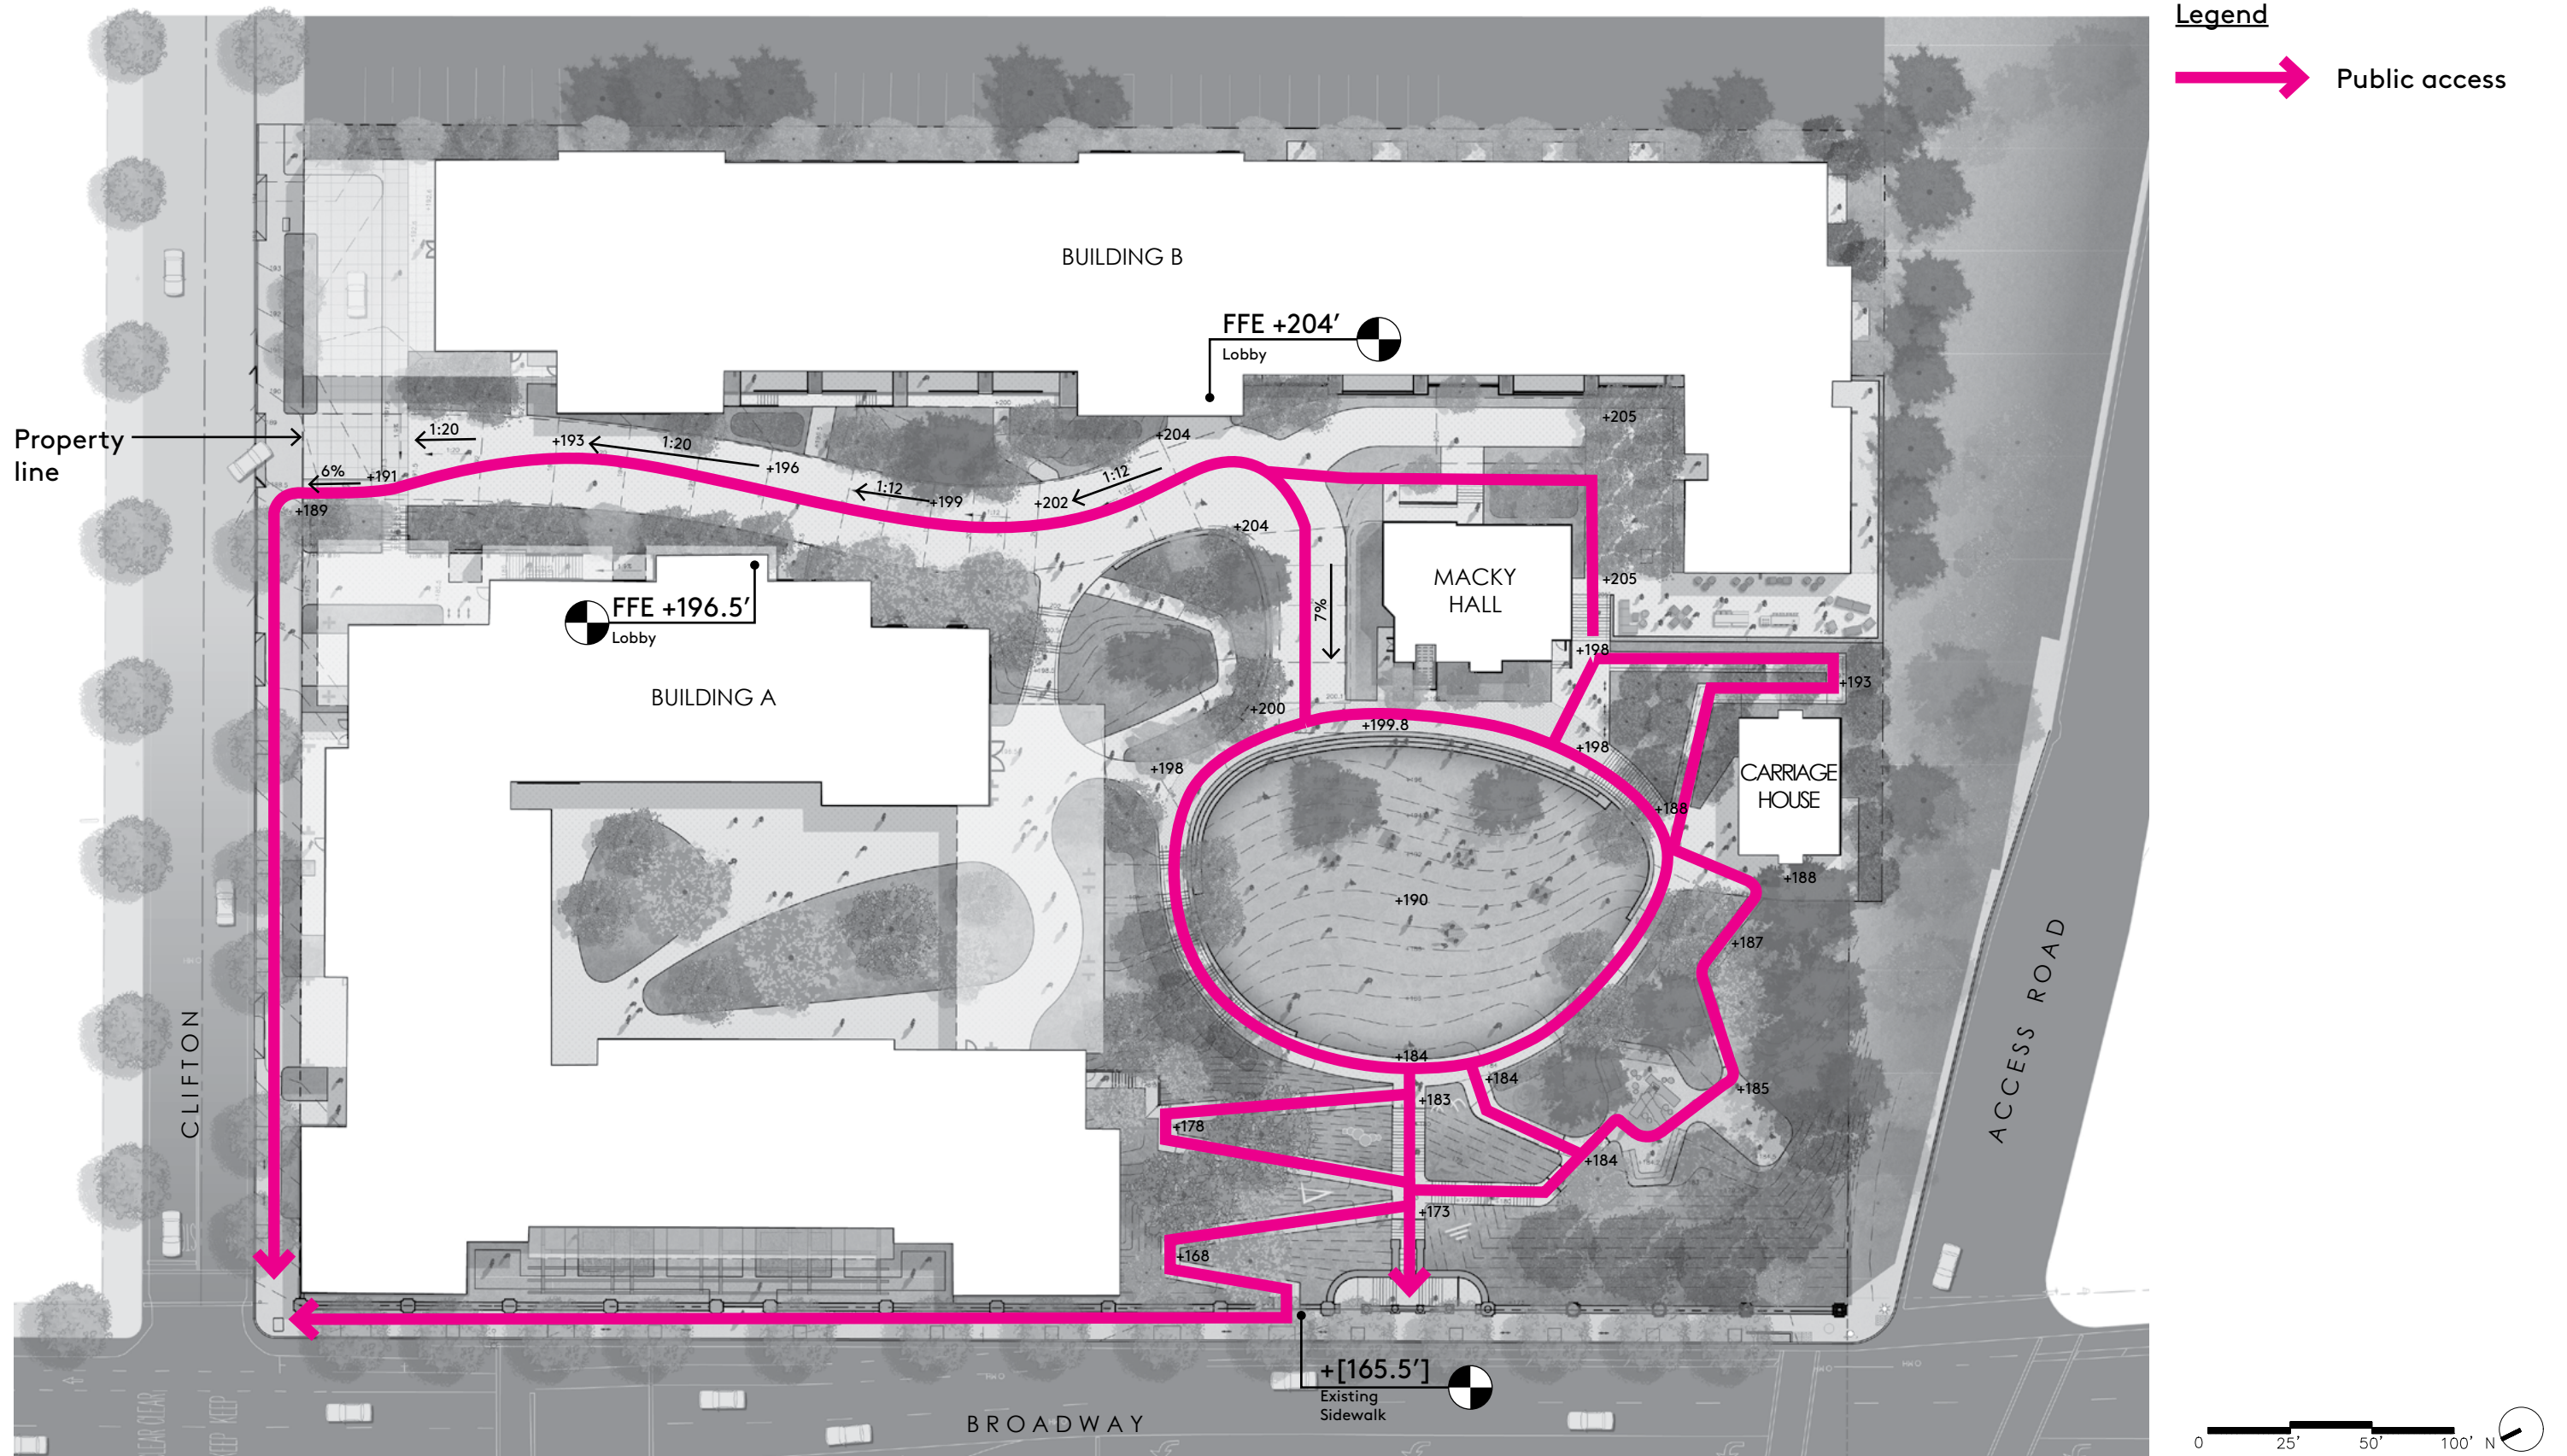 Legend
Public access
BUILDING B
FFE +204’
Lobby
Property
line
1:20
+193
1:20
+196
6%
+191
+189
1:12
+199
1:12
+202
+204
+204
+205
FFE +196.5’
Lobby
MACKY
HALL
7%
+205
+198
+193
BUILDING A
+200
+199.8
+198
+198
CARRIAGE
HOUSE
+188
+188
+190
+187
CLIFTON
ACCESS ROAD
+184
+184
+183
+185
+178
+184
+173
+168
+[165.5’]
Existing
Sidewalk
BROADWAY
KEEP KEEP
0 25’ 50’ 100’ N